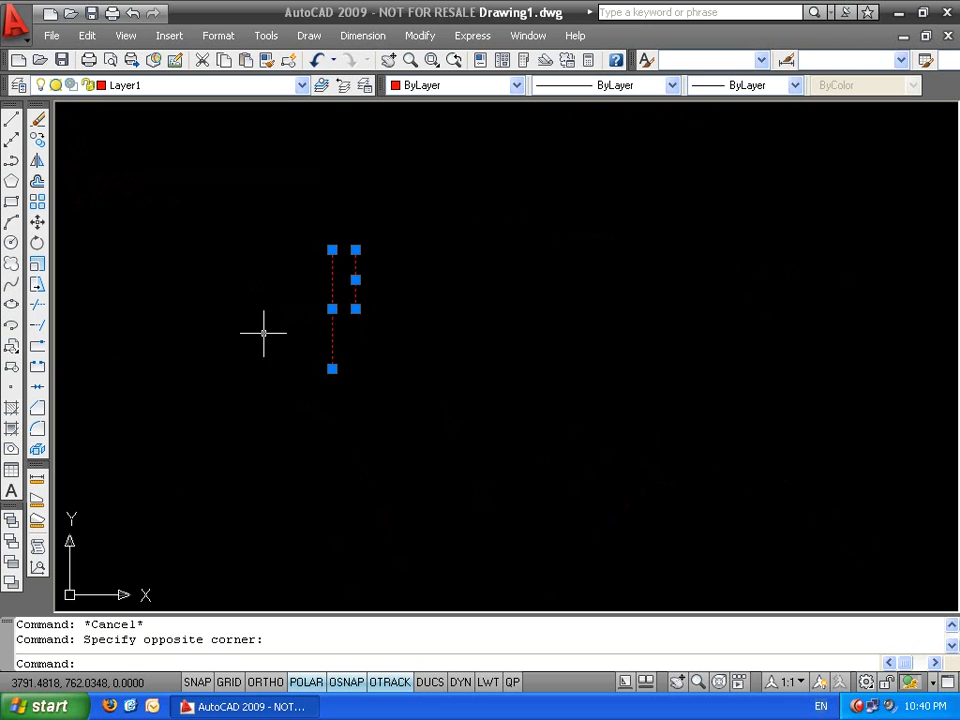 AutoCAD 2009 - NOT FOR RESALE Drawing1.dwg
Type a keyword or phrase
File Edit View Insert Format Tools Draw Dimension Modify Express Window Help
Layer1 ByLayer ByLayer ByLayer ByColor
A
Y
X
Command: *Cancel*
Command: Specify opposite corner:
Command:
3791.4818, 762.0348, 0.0000 SNAP GRID ORTHO POLAR OSNAP OTRACK DUCS DYN LWT QP 1:1
start AutoCAD 2009 - NOT... EN 10:40 PM